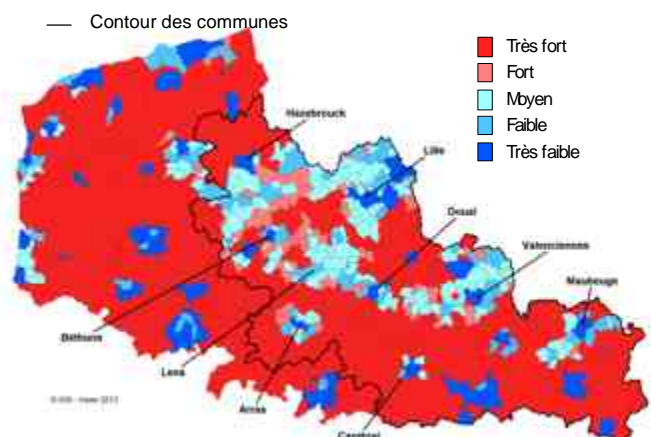 Contour des communes
Très fort
Fort
Moyen
Faible
Très faible
Hazebrouck
Lille
Douai
Valenciennes
Maubeuge
Béthune
Lens
Arras
Cambrai